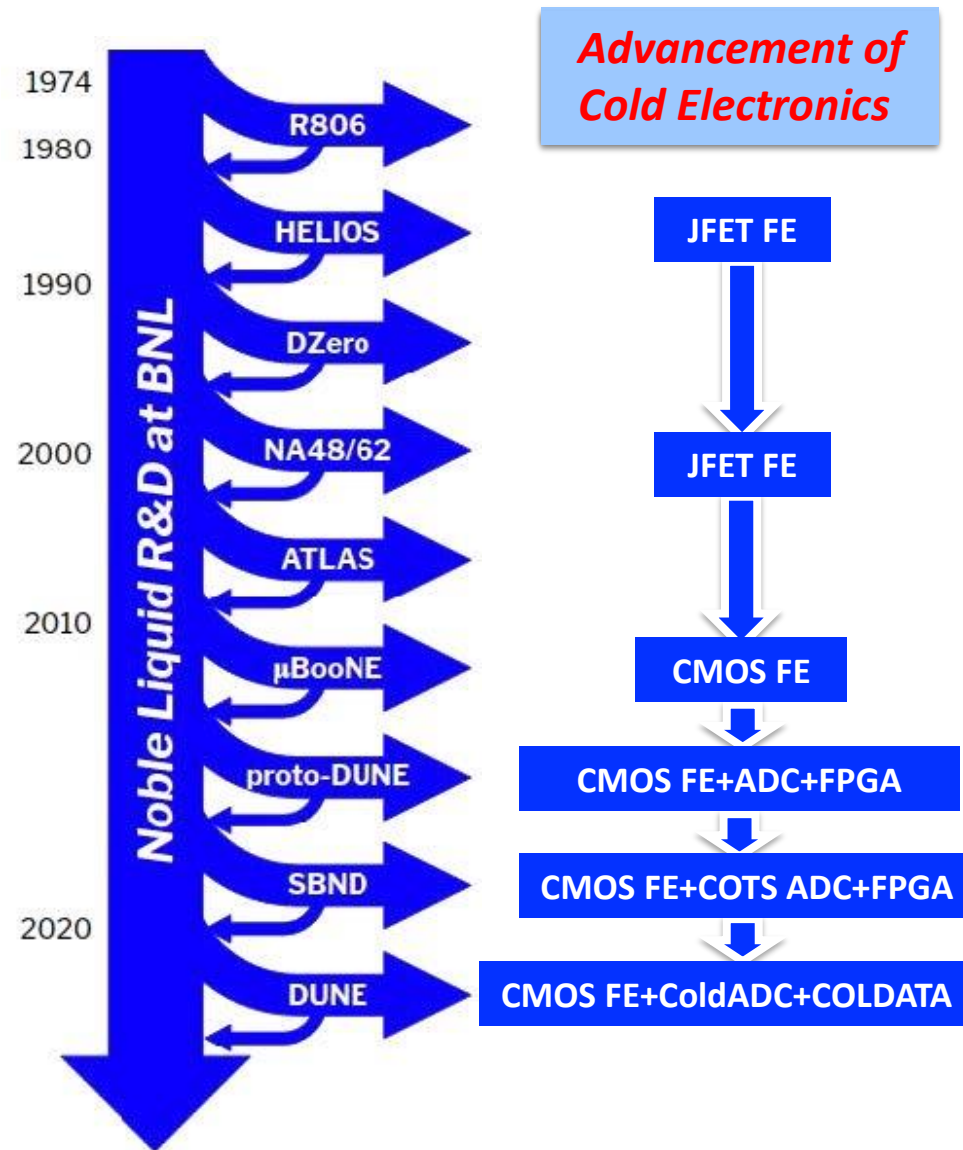 Advancement of
Cold Electronics
1974
1980
1990
2000
2010
2020
Noble Liquid R&D at BNL
R806
HELIOS
DZero
NA48/62
ATLAS
µBooNE
proto-DUNE
SBND
DUNE
JFET FE
JFET FE
CMOS FE
CMOS FE+ADC+FPGA
CMOS FE+COTS ADC+FPGA
CMOS FE+ColdADC+COLDATA